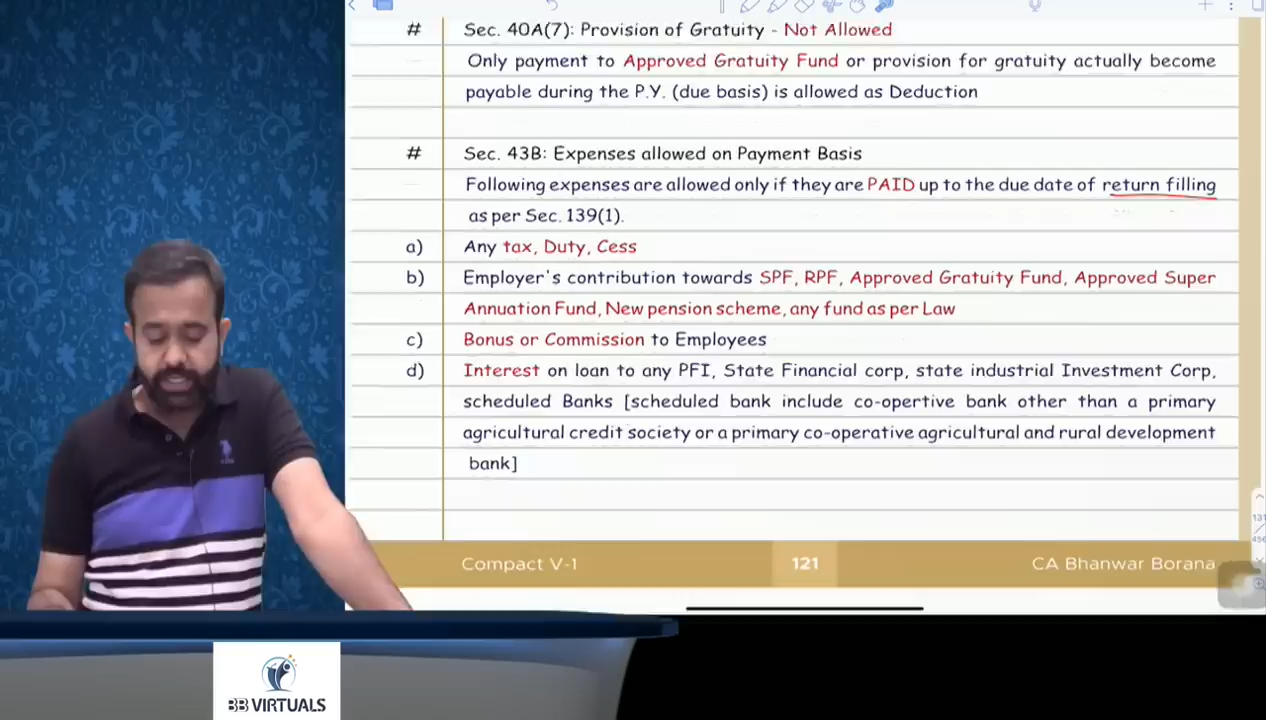 # Sec. 40A(7): Provision of Gratuity - Not Allowed
Only payment to Approved Gratuity Fund or provision for gratuity actually become
payable during the P.Y. (due basis) is allowed as Deduction
# Sec. 43B: Expenses allowed on Payment Basis
Following expenses are allowed only if they are PAID up to the due date of return filling
as per Sec. 139(1).
a) Any tax, Duty, Cess
b) Employer's contribution towards SPF, RPF, Approved Gratuity Fund, Approved Super
Annuation Fund, New pension scheme, any fund as per Law
c) Bonus or Commission to Employees
d) Interest on loan to any PFI, State Financial corp, state industrial Investment Corp,
scheduled Banks [scheduled bank include co-opertive bank other than a primary
agricultural credit society or a primary co-operative agricultural and rural development
bank]
Compact V-1 121 CA Bhanwar Borana
BB VIRTUALS